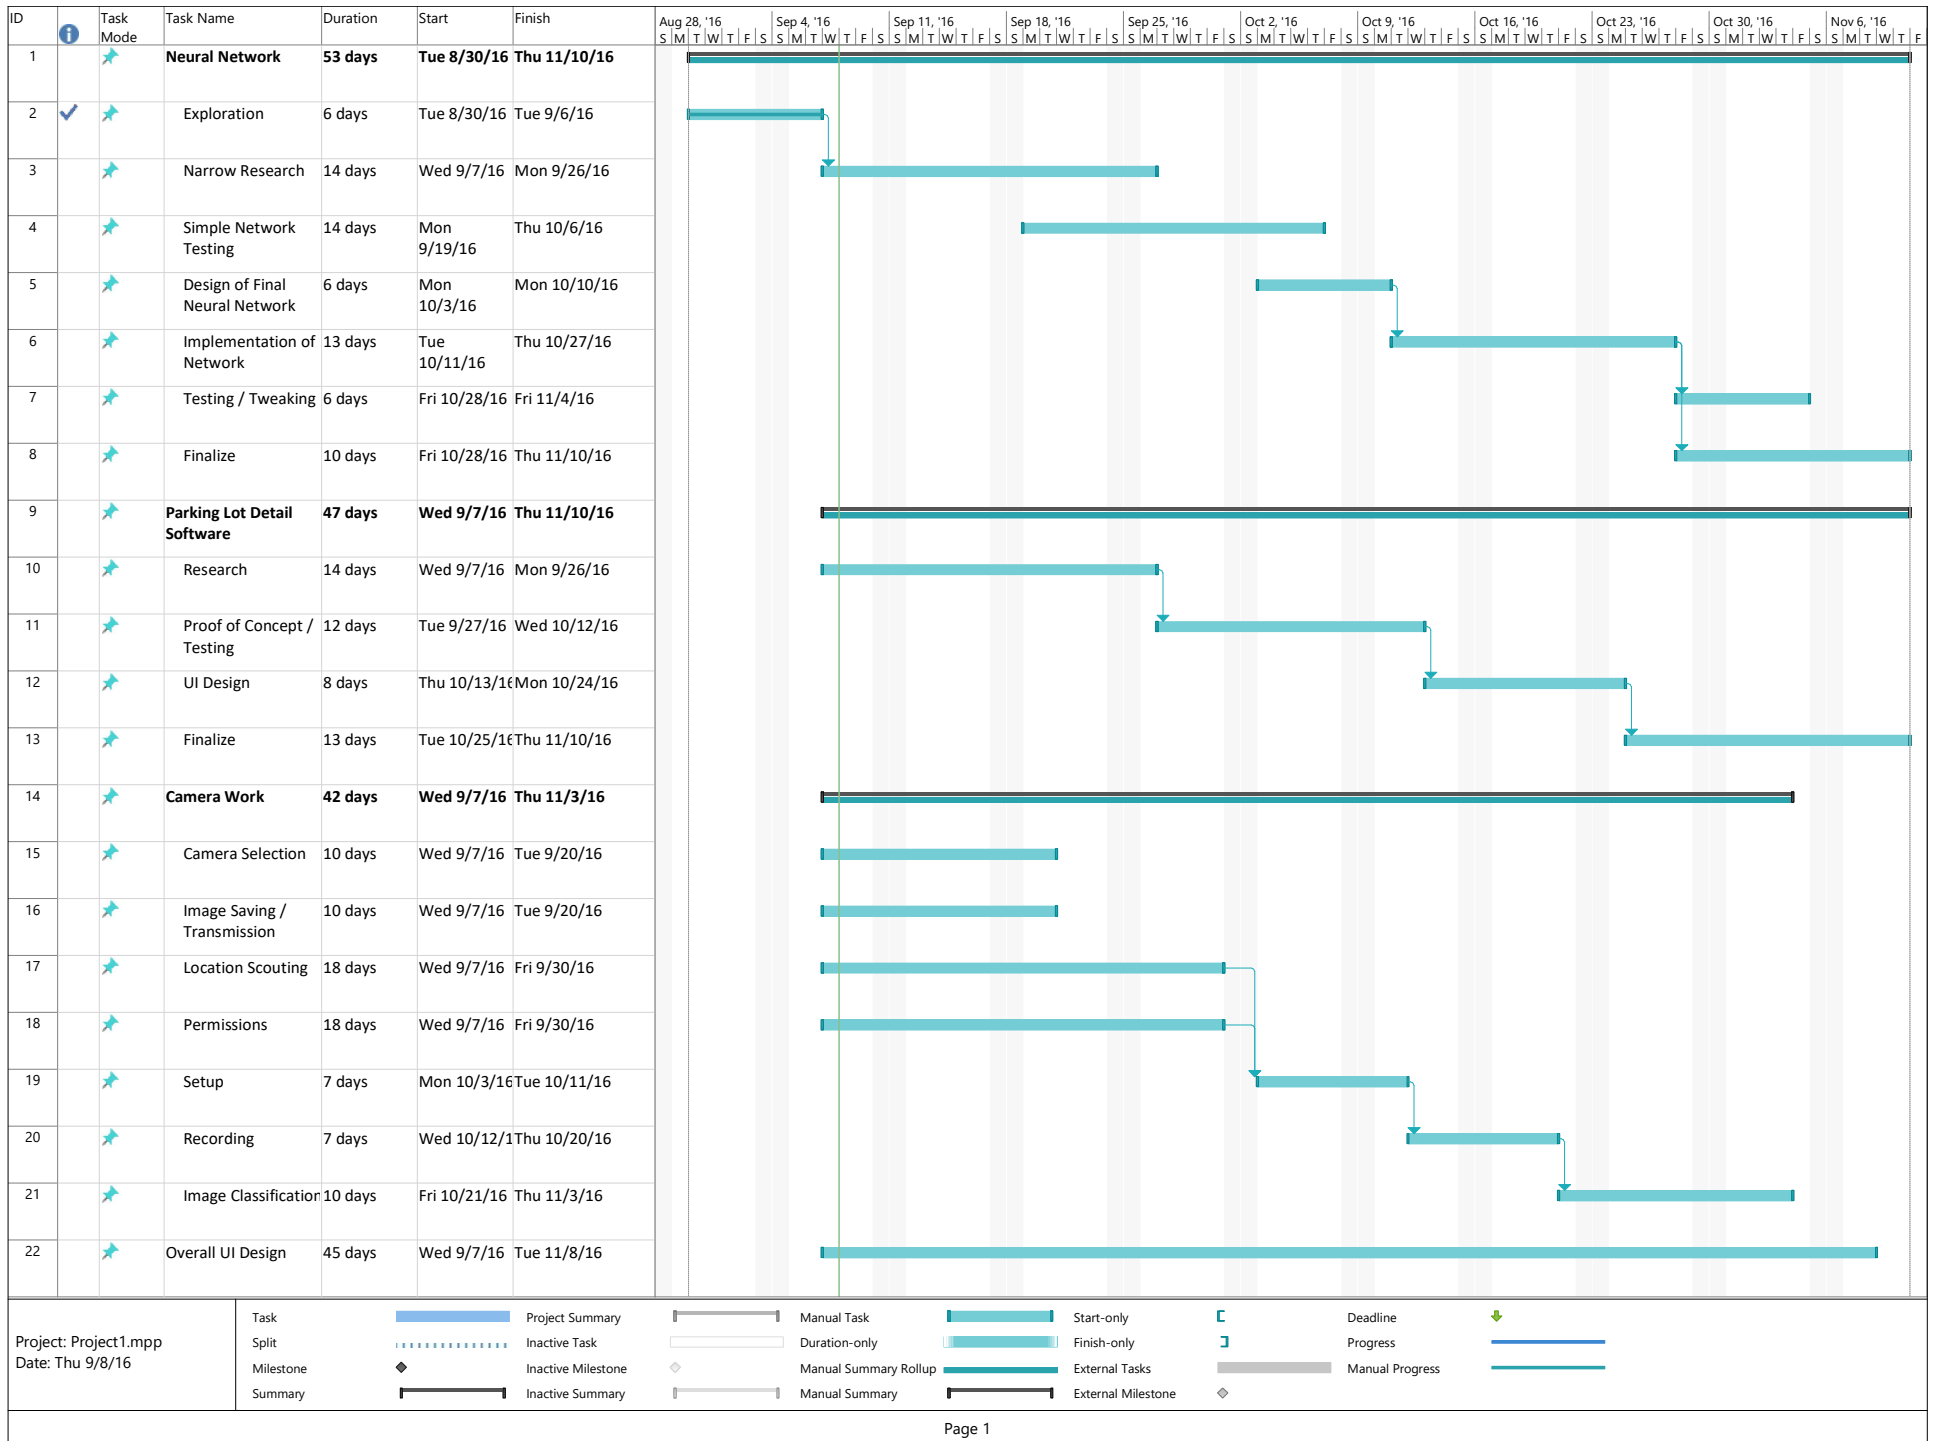 ID Task Mode Task Name Duration Start Finish Aug 28, '16 Sep 4, '16 Sep 11, '16 Sep 18, '16 Sep 25, '16 Oct 2, '16 Oct 9, '16 Oct 16, '16 Oct 23, '16 Oct 30, '16 Nov 6, '16
S M T W T F S S M T W T F S S M T W T F S S M T W T F S S M T W T F S S M T W T F S S M T W T F S S M T W T F S S M T W T F S S M T W T F S S M T W T F
1 Neural Network 53 days Tue 8/30/16 Thu 11/10/16
2 Exploration 6 days Tue 8/30/16 Tue 9/6/16
3 Narrow Research 14 days Wed 9/7/16 Mon 9/26/16
4 Simple Network Testing 14 days Mon 9/19/16 Thu 10/6/16
5 Design of Final Neural Network 6 days Mon 10/3/16 Mon 10/10/16
6 Implementation of Network 13 days Tue 10/11/16 Thu 10/27/16
7 Testing / Tweaking 6 days Fri 10/28/16 Fri 11/4/16
8 Finalize 10 days Fri 10/28/16 Thu 11/10/16
9 Parking Lot Detail Software 47 days Wed 9/7/16 Thu 11/10/16
10 Research 14 days Wed 9/7/16 Mon 9/26/16
11 Proof of Concept / Testing 12 days Tue 9/27/16 Wed 10/12/16
12 UI Design 8 days Thu 10/13/16 Mon 10/24/16
13 Finalize 13 days Tue 10/25/16 Thu 11/10/16
14 Camera Work 42 days Wed 9/7/16 Thu 11/3/16
15 Camera Selection 10 days Wed 9/7/16 Tue 9/20/16
16 Image Saving / Transmission 10 days Wed 9/7/16 Tue 9/20/16
17 Location Scouting 18 days Wed 9/7/16 Fri 9/30/16
18 Permissions 18 days Wed 9/7/16 Fri 9/30/16
19 Setup 7 days Mon 10/3/16 Tue 10/11/16
20 Recording 7 days Wed 10/12/1 Thu 10/20/16
21 Image Classification 10 days Fri 10/21/16 Thu 11/3/16
22 Overall UI Design 45 days Wed 9/7/16 Tue 11/8/16
Project: Project1.mpp
Date: Thu 9/8/16
Task Project Summary Manual Task Start-only Deadline
Split Inactive Task Duration-only Finish-only Progress
Milestone Inactive Milestone Manual Summary Rollup External Tasks Manual Progress
Summary Inactive Summary Manual Summary External Milestone
Page 1